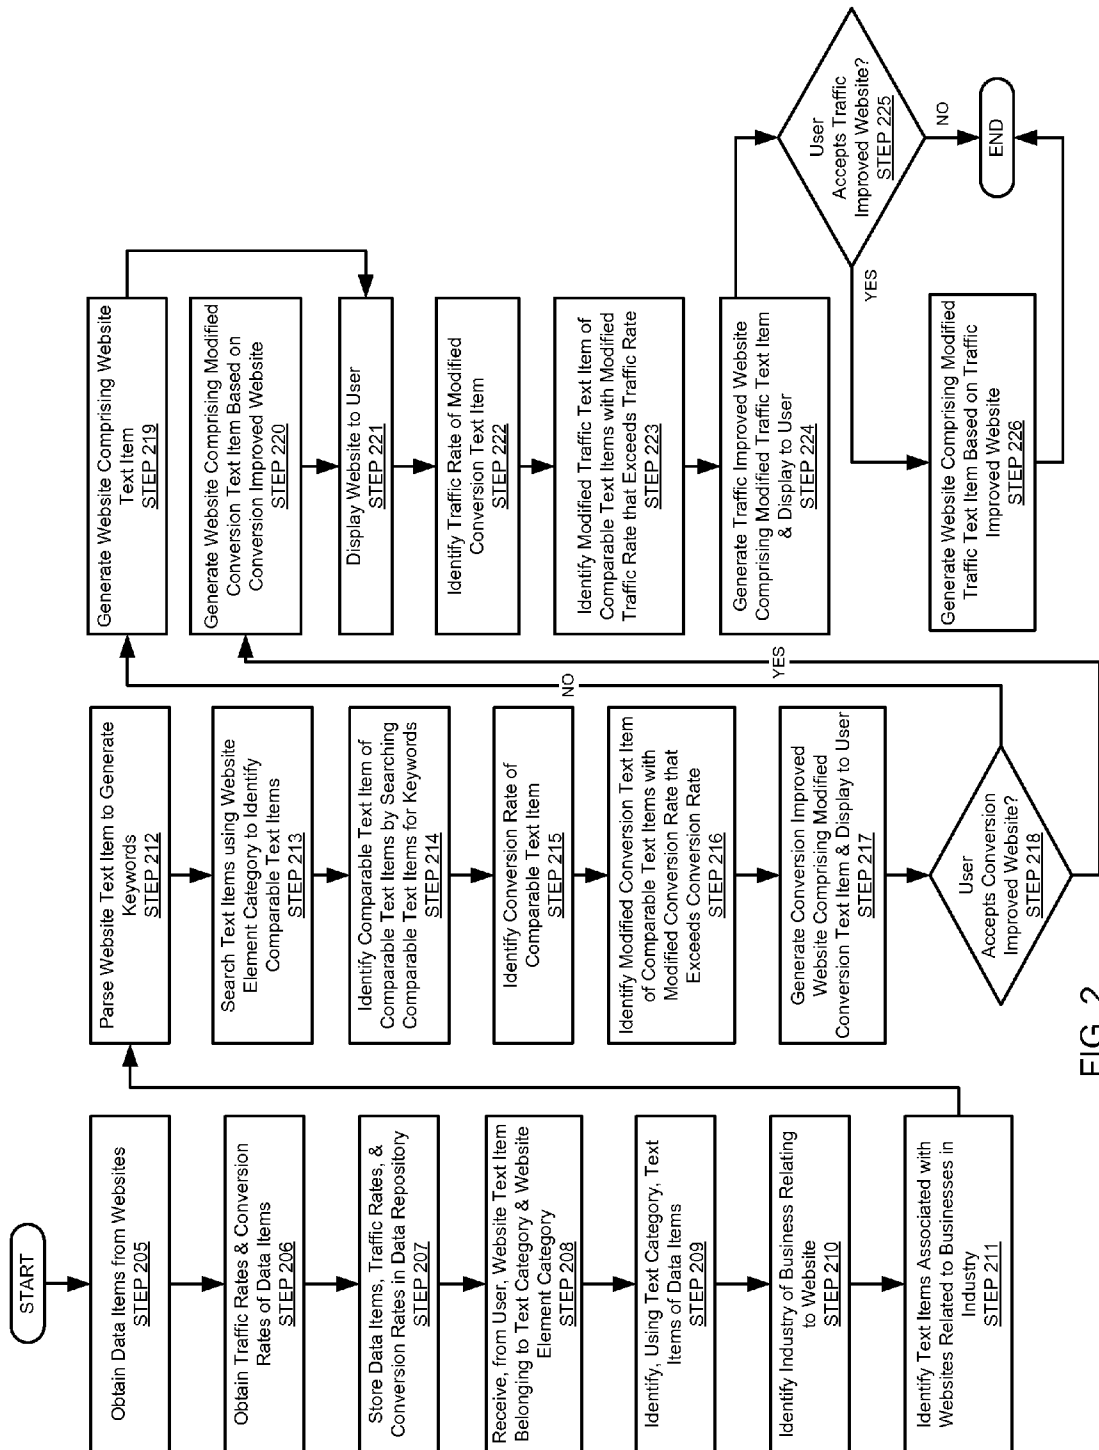 START
Obtain Data Items from Websites
STEP 205
Obtain Traffic Rates & Conversion
Rates of Data Items
STEP 206
Store Data Items, Traffic Rates, &
Conversion Rates in Data Repository
STEP 207
Receive, from User, Website Text Item
Belonging to Text Category & Website
Element Category
STEP 208
Identify, Using Text Category, Text
Items of Data Items
STEP 209
Identify Industry of Business Relating
to Website
STEP 210
Identify Text Items Associated with
Websites Related to Businesses in
Industry
STEP 211
Parse Website Text Item to Generate
Keywords
STEP 212
Search Text Items using Website
Element Category to Identify
Comparable Text Items
STEP 213
Identify Comparable Text Item of
Comparable Text Items by Searching
Comparable Text Items for Keywords
STEP 214
Identify Conversion Rate of
Comparable Text Item
STEP 215
Identify Modified Conversion Text Item
of Comparable Text Items with
Modified Conversion Rate that
Exceeds Conversion Rate
STEP 216
Generate Conversion Improved
Website Comprising Modified
Conversion Text Item & Display to User
STEP 217
User
Accepts Conversion
Improved Website?
STEP 218
NO
YES
Generate Website Comprising Website
Text Item
STEP 219
Generate Website Comprising Modified
Conversion Text Item Based on
Conversion Improved Website
STEP 220
Display Website to User
STEP 221
Identify Traffic Rate of Modified
Conversion Text Item
STEP 222
Identify Modified Traffic Text Item of
Comparable Text Items with Modified
Traffic Rate that Exceeds Traffic Rate
STEP 223
Generate Traffic Improved Website
Comprising Modified Traffic Text Item
& Display to User
STEP 224
User
Accepts Traffic
Improved Website?
STEP 225
YES
NO
Generate Website Comprising Modified
Traffic Text Item Based on Traffic
Improved Website
STEP 226
END
FIG. 2